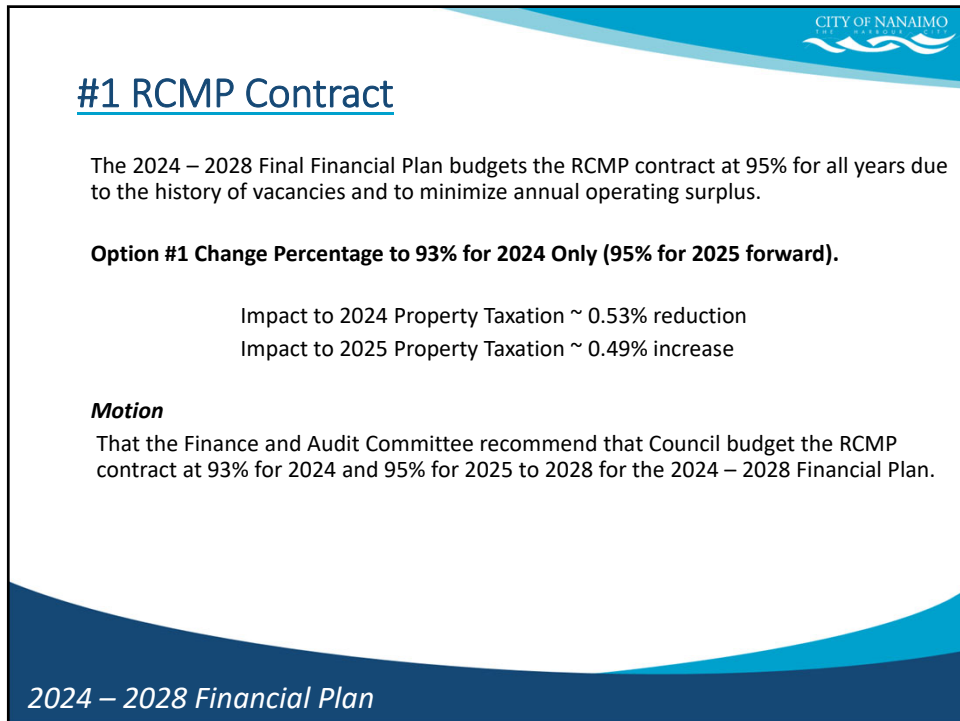 CITY OF NANAIMO
THE HARBOUR CITY
#1 RCMP Contract
The 2024 – 2028 Final Financial Plan budgets the RCMP contract at 95% for all years due
to the history of vacancies and to minimize annual operating surplus.
Option #1 Change Percentage to 93% for 2024 Only (95% for 2025 forward).
Impact to 2024 Property Taxation ~ 0.53% reduction
Impact to 2025 Property Taxation ~ 0.49% increase
Motion
That the Finance and Audit Committee recommend that Council budget the RCMP
contract at 93% for 2024 and 95% for 2025 to 2028 for the 2024 – 2028 Financial Plan.
2024 – 2028 Financial Plan